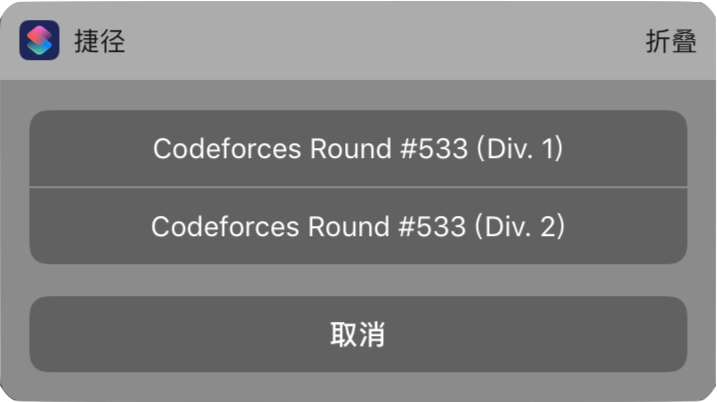 捷径 折叠
Codeforces Round #533 (Div. 1)
Codeforces Round #533 (Div. 2)
取消